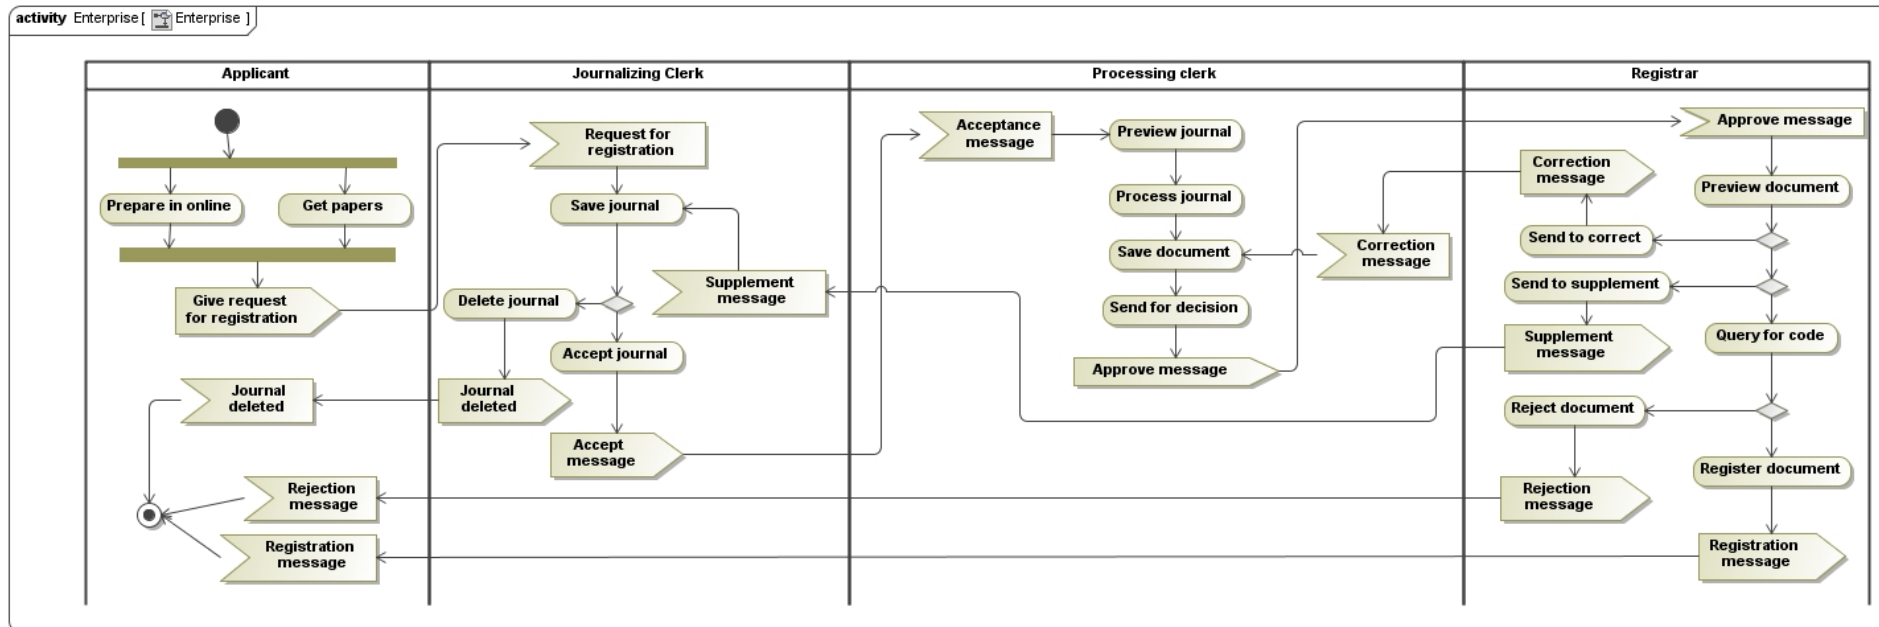 activity Enterprise[ Enterprise ]
Applicant
Journalizing Clerk
Processing clerk
Registrar
Prepare in online
Get papers
Give request
for registration
Journal
deleted
Rejection
message
Registration
message
Request for
registration
Save journal
Supplement
message
Delete journal
Accept journal
Journal
deleted
Accept
message
Acceptance
message
Preview journal
Process journal
Save document
Correction
message
Send for decision
Approve message
Approve message
Correction
message
Preview document
Send to correct
Send to supplement
Supplement
message
Query for code
Reject document
Register document
Rejection
message
Registration
message